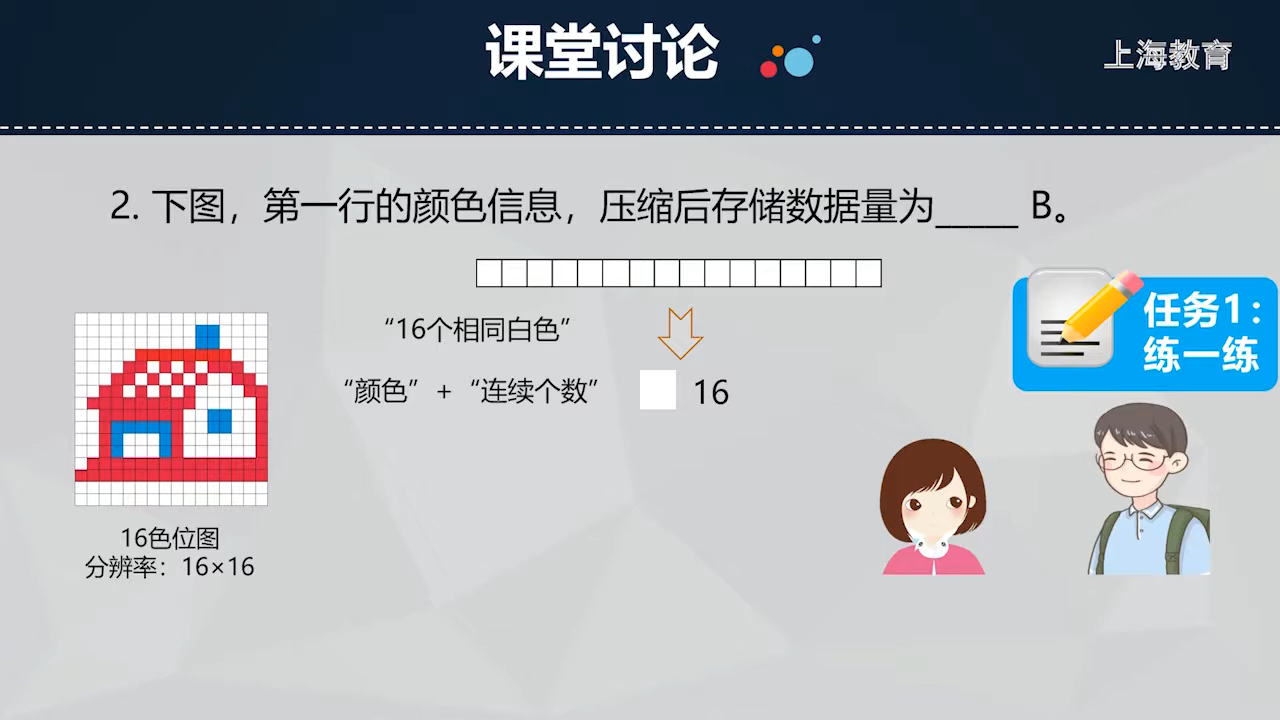 课堂讨论
上海教育
2. 下图，第一行的颜色信息，压缩后存储数据量为_____ B。
“16个相同白色”
“颜色” + “连续个数”
16
任务1：
练一练
16色位图
分辨率：16×16